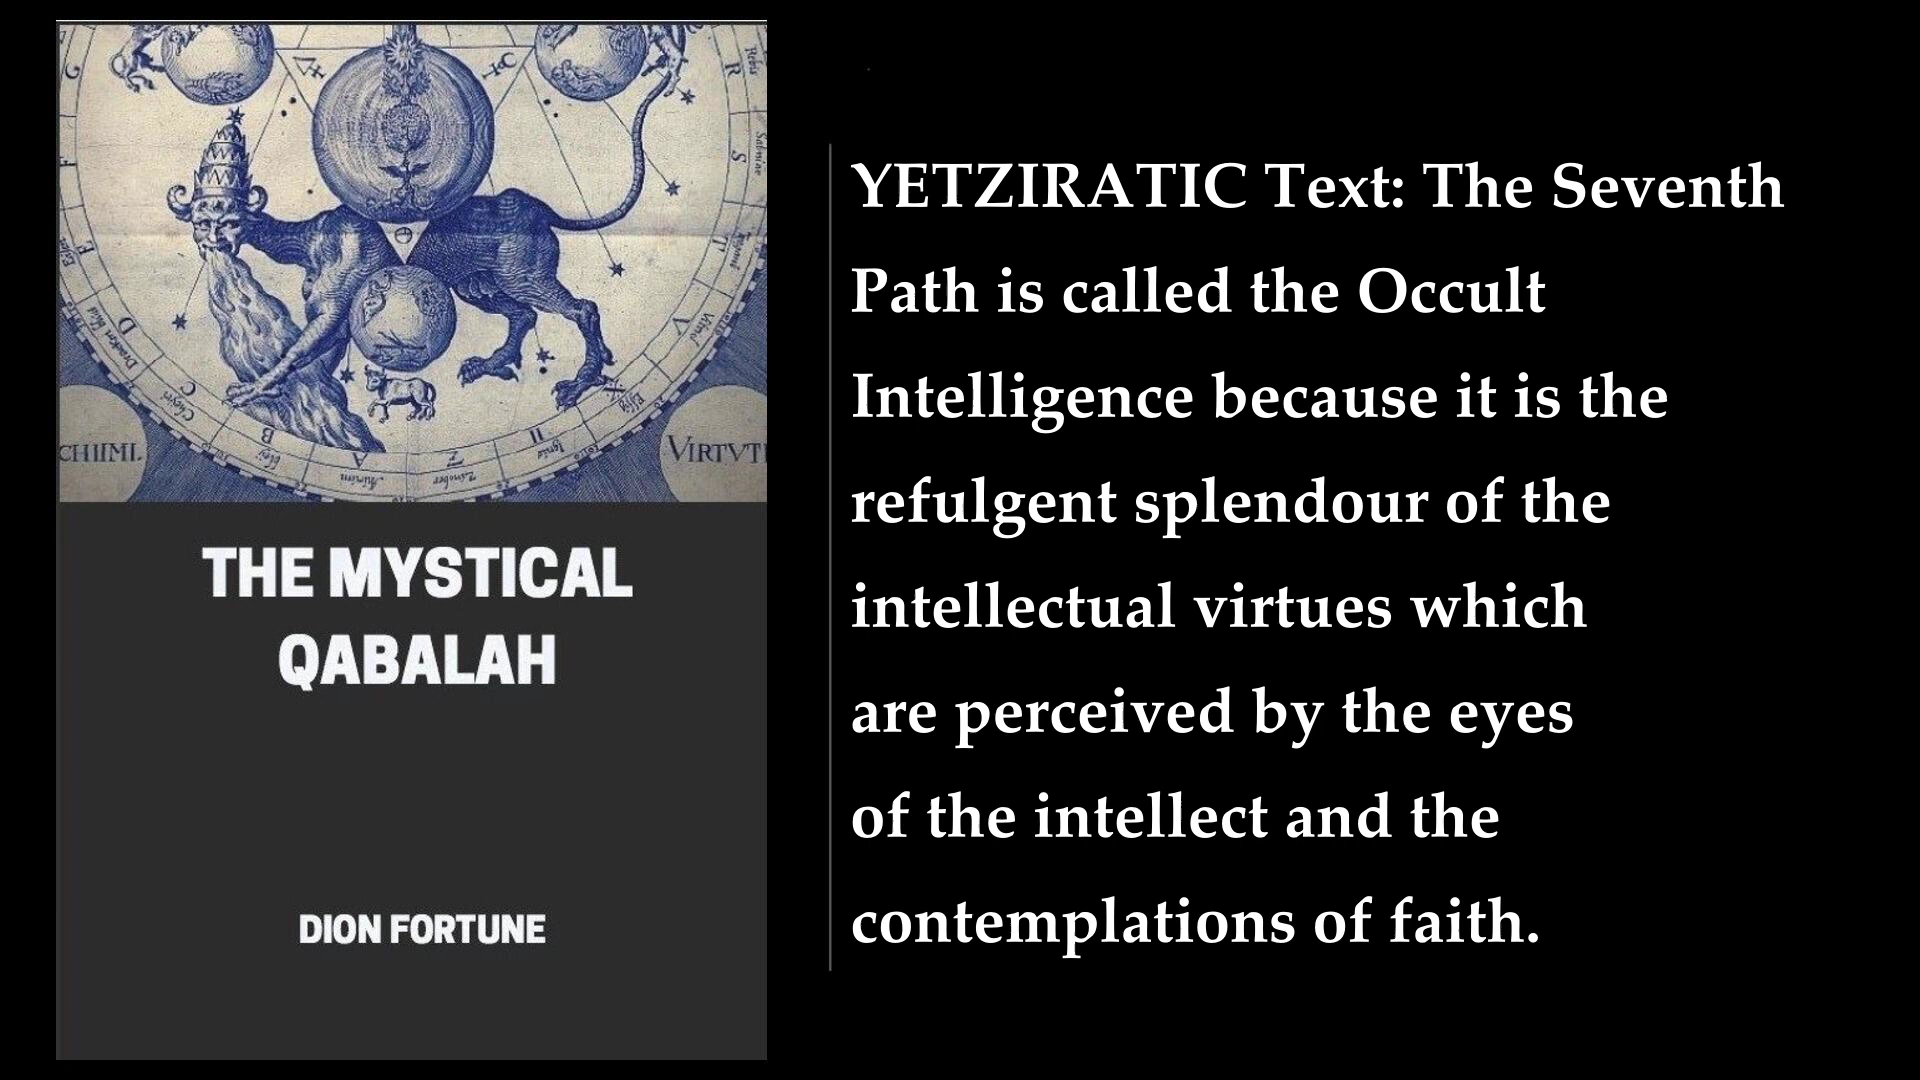 CHIIMI.
VIRTVTI
THE MYSTICAL
QABALAH
DION FORTUNE
YETZIRATIC Text: The Seventh
Path is called the Occult
Intelligence because it is the
refulgent splendour of the
intellectual virtues which
are perceived by the eyes
of the intellect and the
contemplations of faith.